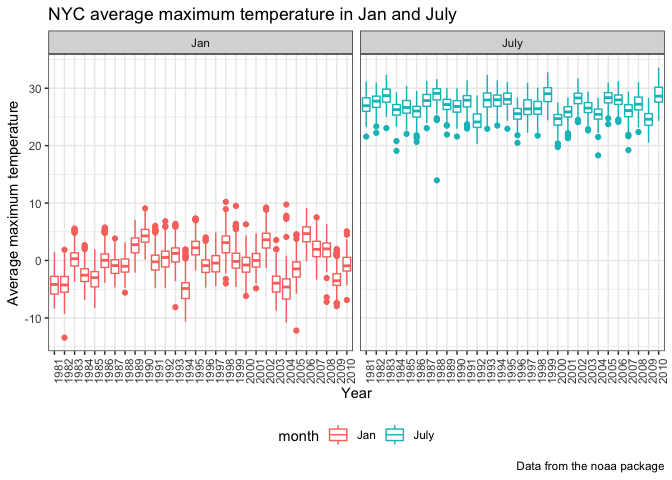 NYC average maximum temperature in Jan and July
Jan July
Average maximum temperature
30
20
10
0
-10
1981 1982 1983 1984 1985 1986 1987 1988 1989 1990 1991 1992 1993 1994 1995 1996 1997 1998 1999 2000 2001 2002 2003 2004 2005 2006 2007 2008 2009 2010 1981 1982 1983 1984 1985 1986 1987 1988 1989 1990 1991 1992 1993 1994 1995 1996 1997 1998 1999 2000 2001 2002 2003 2004 2005 2006 2007 2008 2009 2010
Year
month Jan July
Data from the noaa package